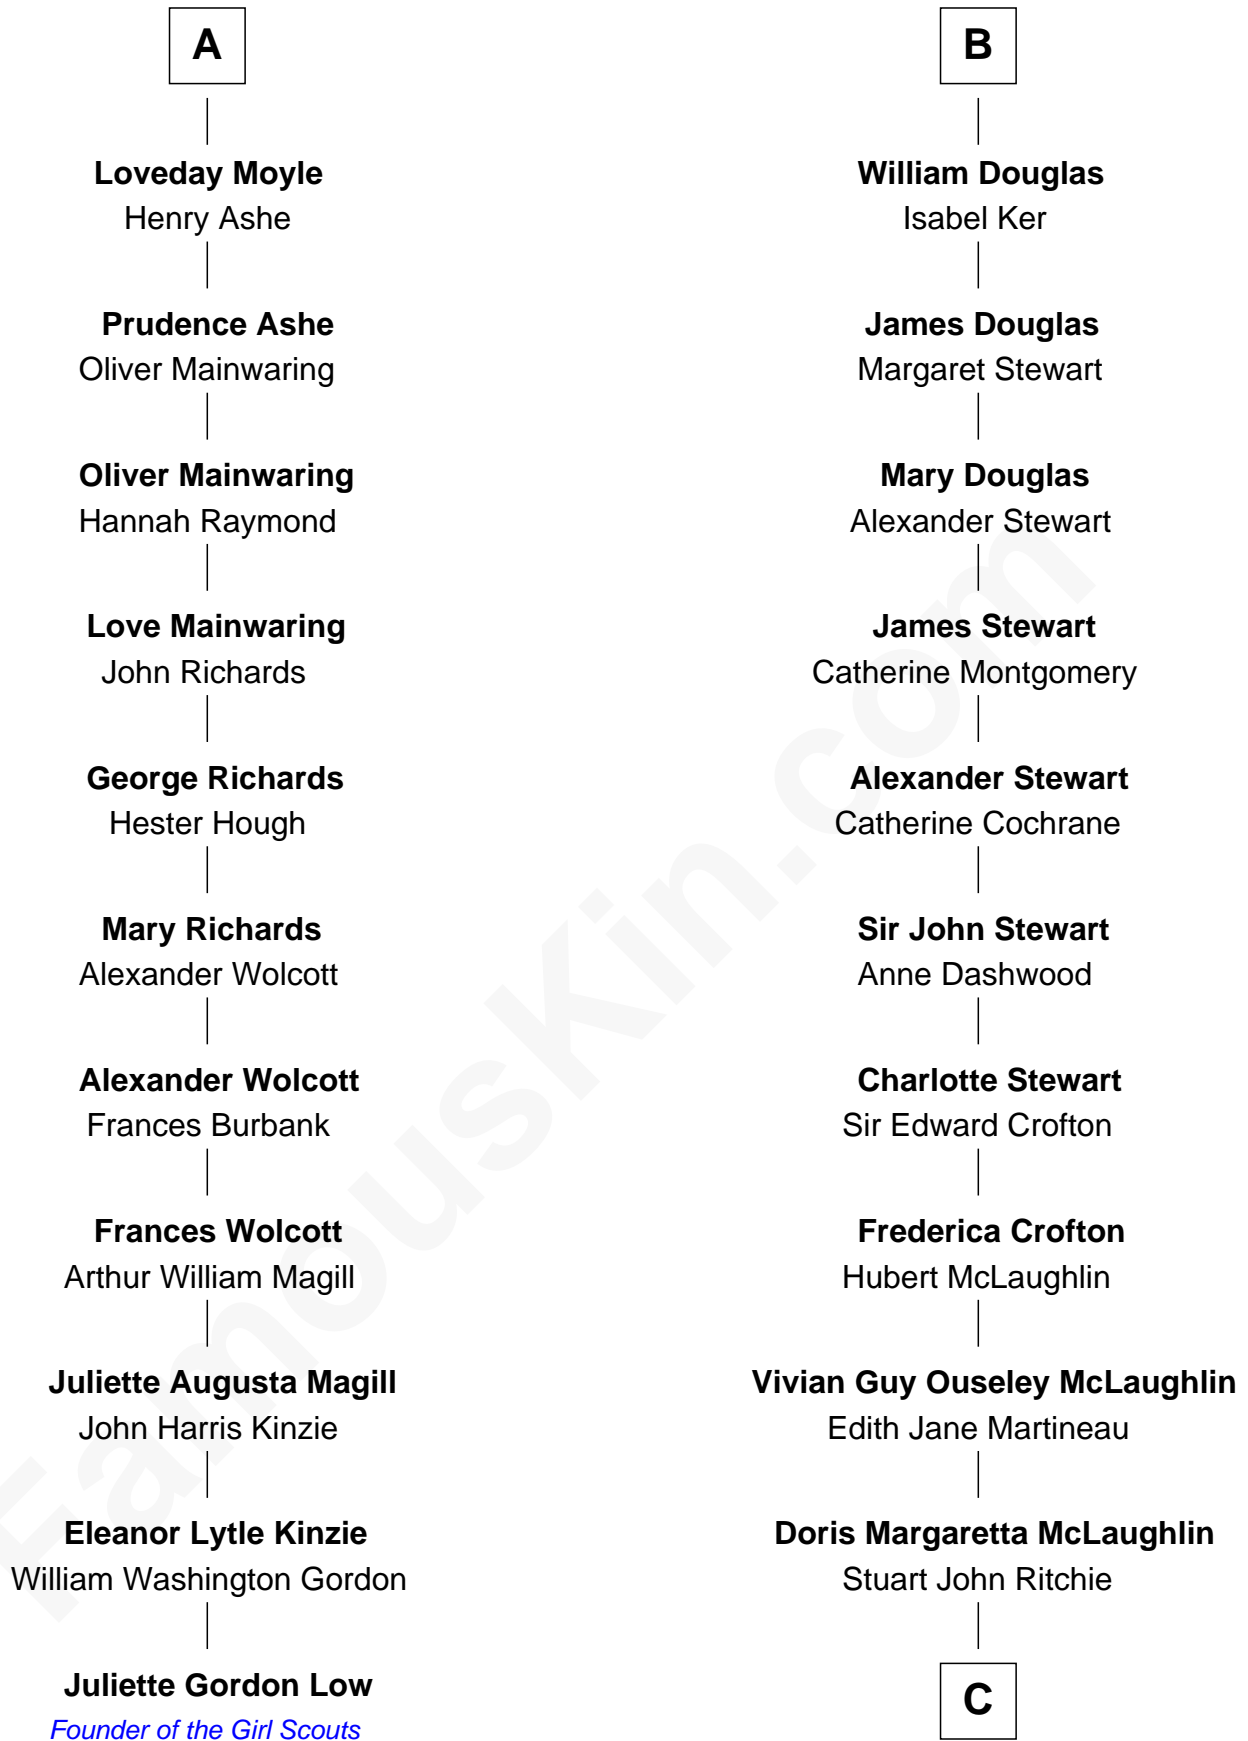 A
Loveday Moyle
Henry Ashe
Prudence Ashe
Oliver Mainwaring
Oliver Mainwaring
Hannah Raymond
Love Mainwaring
John Richards
George Richards
Hester Hough
Mary Richards
Alexander Wolcott
Alexander Wolcott
Frances Burbank
Frances Wolcott
Arthur William Magill
Juliette Augusta Magill
John Harris Kinzie
Eleanor Lytle Kinzie
William Washington Gordon
Juliette Gordon Low
Founder of the Girl Scouts
B
William Douglas
Isabel Ker
James Douglas
Margaret Stewart
Mary Douglas
Alexander Stewart
James Stewart
Catherine Montgomery
Alexander Stewart
Catherine Cochrane
Sir John Stewart
Anne Dashwood
Charlotte Stewart
Sir Edward Crofton
Frederica Crofton
Hubert McLaughlin
Vivian Guy Ouseley McLaughlin
Edith Jane Martineau
Doris Margaretta McLaughlin
Stuart John Ritchie
C
FamousKin.com